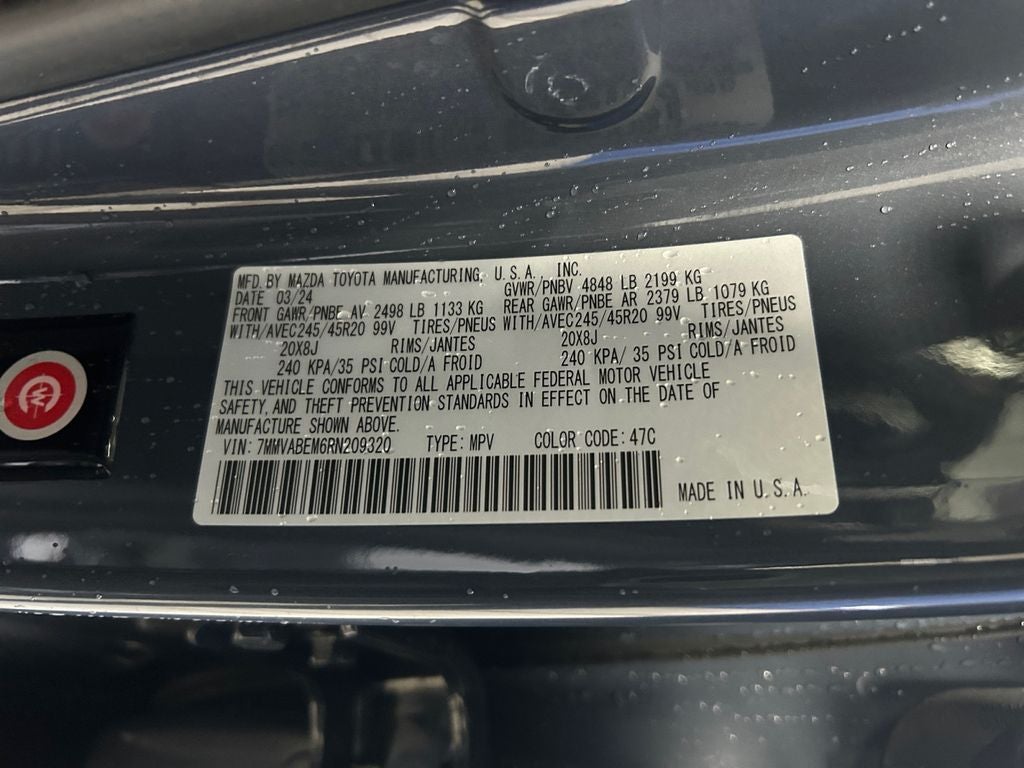 MFD. BY MAZDA TOYOTA MANUFACTURING, U.S.A., INC.
DATE 03/24 GVWR/PNBV 4848 LB 2199 KG
FRONT GAWR/PNBE AV 2498 LB 1133 KG REAR GAWR/PNBE AR 2379 LB 1079 KG
WITH/AVEC245/45R20 99V TIRES/PNEUS WITH/AVEC245/45R20 99V TIRES/PNEUS
20X8J RIMS/JANTES 20X8J RIMS/JANTES
240 KPA/35 PSI COLD/A FROID 240 KPA/ 35 PSI COLD/A FROID
THIS VEHICLE CONFORMS TO ALL APPLICABLE FEDERAL MOTOR VEHICLE
SAFETY, AND THEFT PREVENTION STANDARDS IN EFFECT ON THE DATE OF
MANUFACTURE SHOWN ABOVE.
VIN: 7MMVABEM6RN209320 TYPE: MPV COLOR CODE: 47C
MADE IN U.S.A.